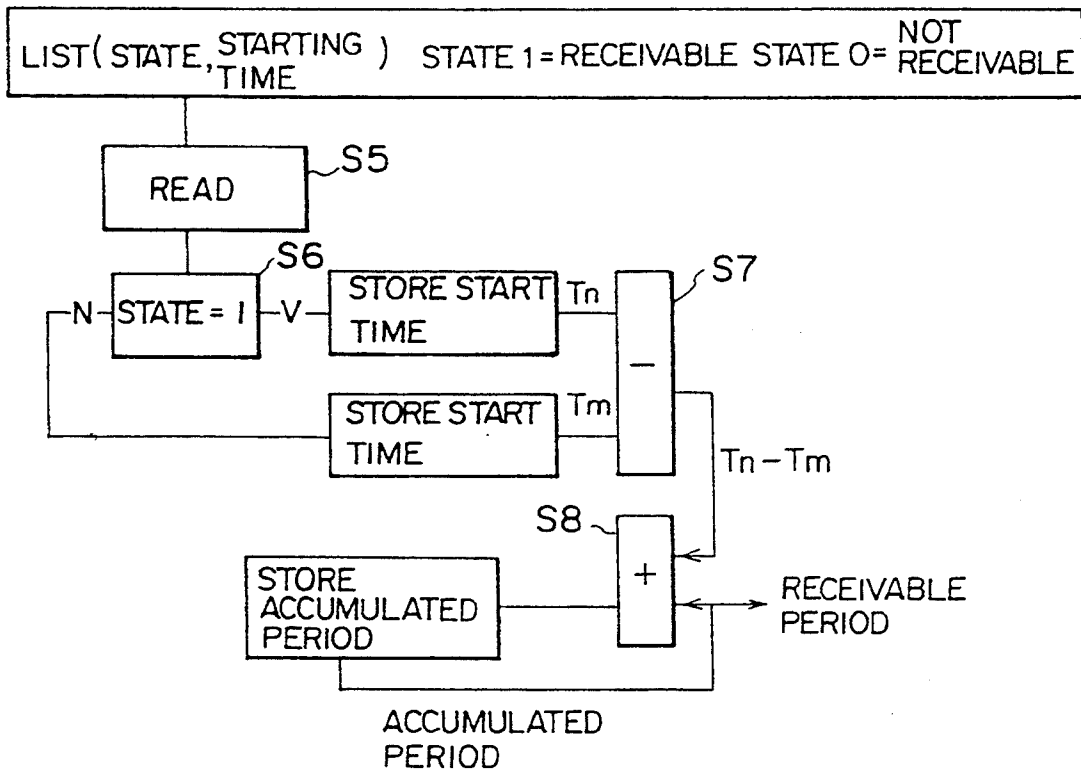 LIST(STATE, STARTING TIME) STATE 1 = RECEIVABLE STATE 0 = NOT RECEIVABLE
S5
READ
S6
N
STATE = 1
V
STORE START
TIME
Tn
S7
−
STORE START
TIME
Tm
Tn − Tm
S8
+
STORE
ACCUMULATED
PERIOD
RECEIVABLE
PERIOD
ACCUMULATED
PERIOD